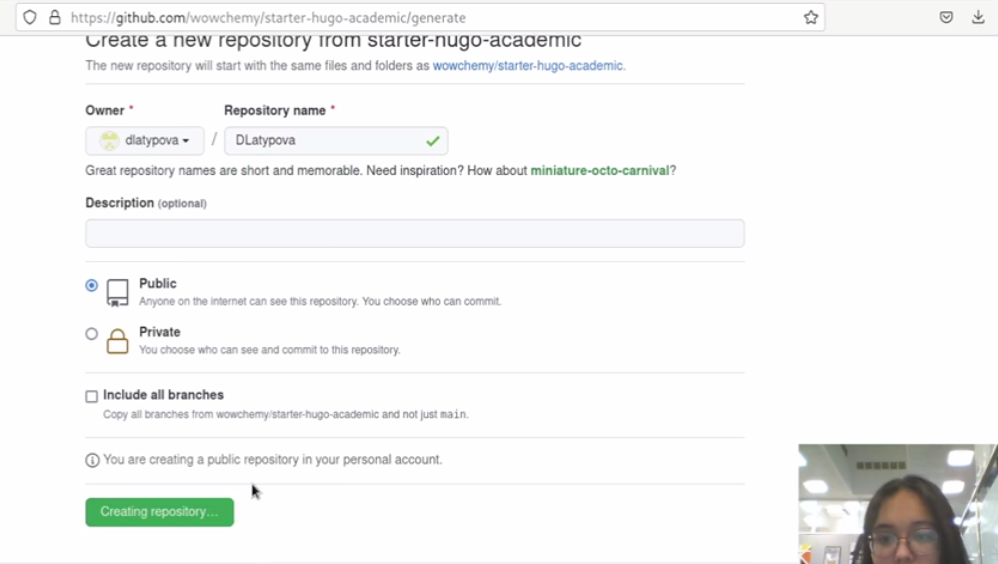 https://github.com/wowchemy/starter-hugo-academic/generate
Create a new repository from starter-hugo-academic
The new repository will start with the same files and folders as wowchemy/starter-hugo-academic.
Owner * Repository name *
dlatypova / DLatypova
Great repository names are short and memorable. Need inspiration? How about miniature-octo-carnival?
Description (optional)
Public
Anyone on the internet can see this repository. You choose who can commit.
Private
You choose who can see and commit to this repository.
Include all branches
Copy all branches from wowchemy/starter-hugo-academic and not just main.
You are creating a public repository in your personal account.
Creating repository...